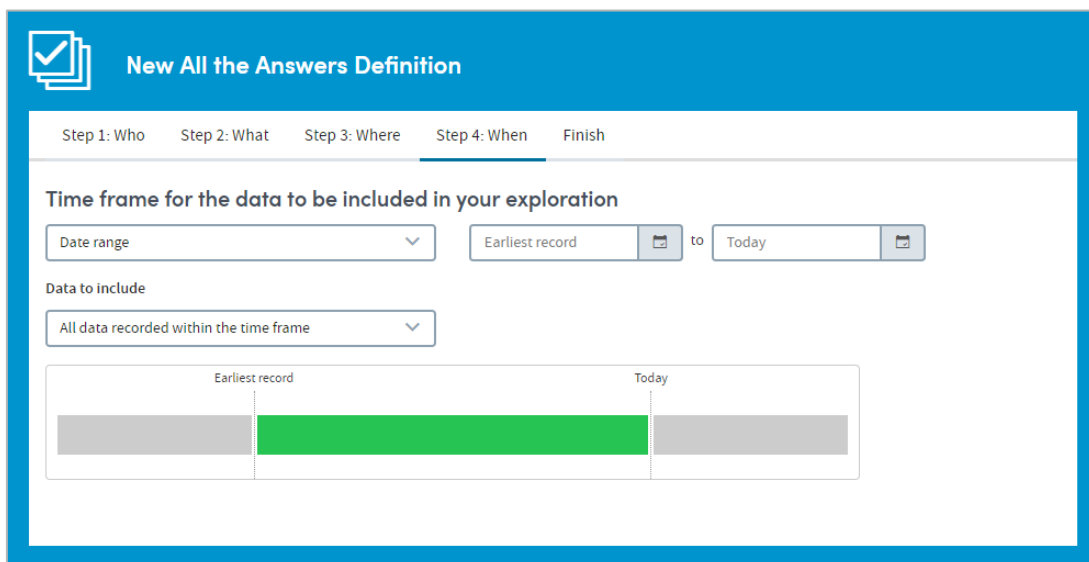 New All the Answers Definition
Step 1: Who Step 2: What Step 3: Where Step 4: When Finish
Time frame for the data to be included in your exploration
Date range Earliest record to Today
Data to include
All data recorded within the time frame
Earliest record Today